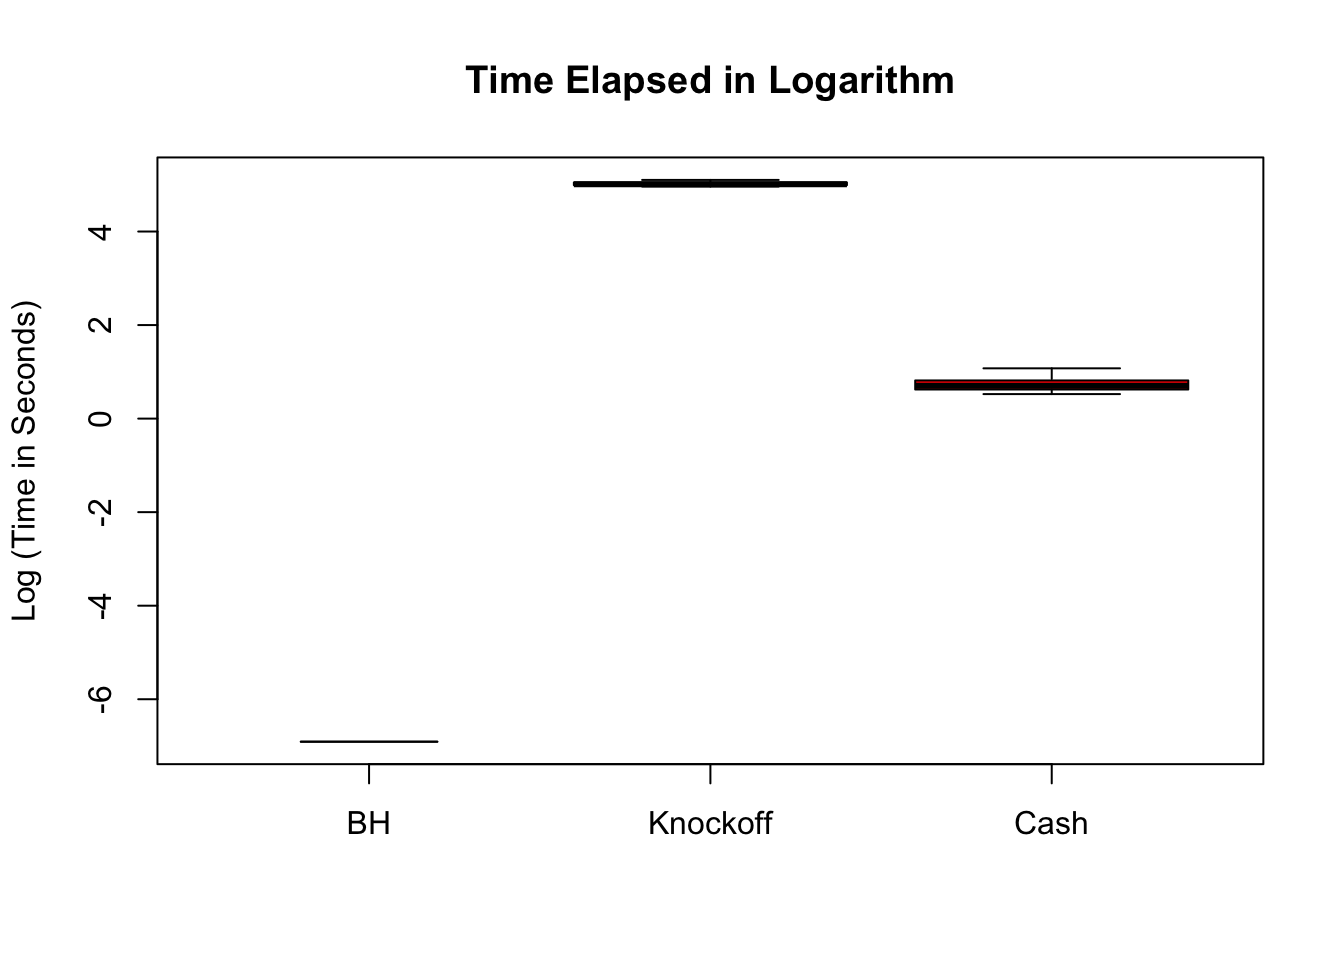 Time Elapsed in Logarithm
Log (Time in Seconds)
4
2
0
-2
-4
-6
BH
Knockoff
Cash